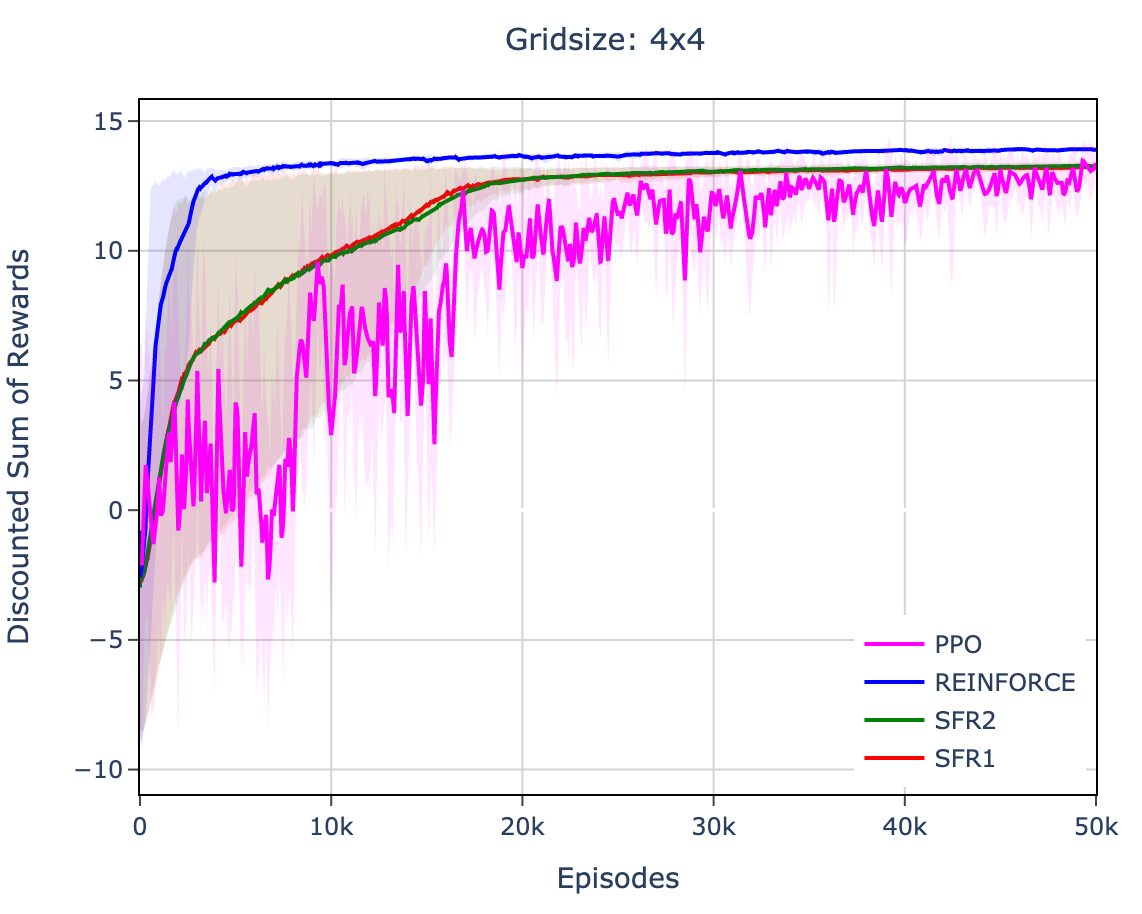 Gridsize: 4x4
Discounted Sum of Rewards
15
10
5
0
−5
−10
PPO
REINFORCE
SFR2
SFR1
0 10k 20k 30k 40k 50k
Episodes